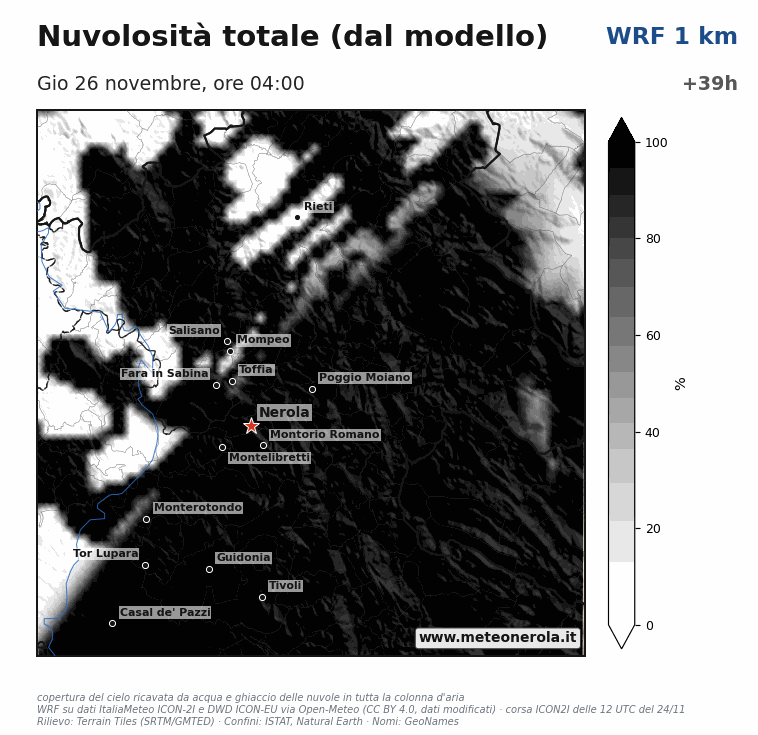 Nuvolosità totale (dal modello)
WRF 1 km
Gio 26 novembre, ore 04:00
+39h
Rieti
Salisano
Mompeo
Fara in Sabina
Toffia
Poggio Moiano
Nerola
Montorio Romano
Montelibretti
Monterotondo
Tor Lupara
Guidonia
Tivoli
Casal de' Pazzi
www.meteonerola.it
100
80
60
40
20
0
%
copertura del cielo ricavata da acqua e ghiaccio delle nuvole in tutta la colonna d'aria
WRF su dati ItaliaMeteo ICON-2I e DWD ICON-EU via Open-Meteo (CC BY 4.0, dati modificati) · corsa ICON2I delle 12 UTC del 24/11
Rilievo: Terrain Tiles (SRTM/GMTED) · Confini: ISTAT, Natural Earth · Nomi: GeoNames